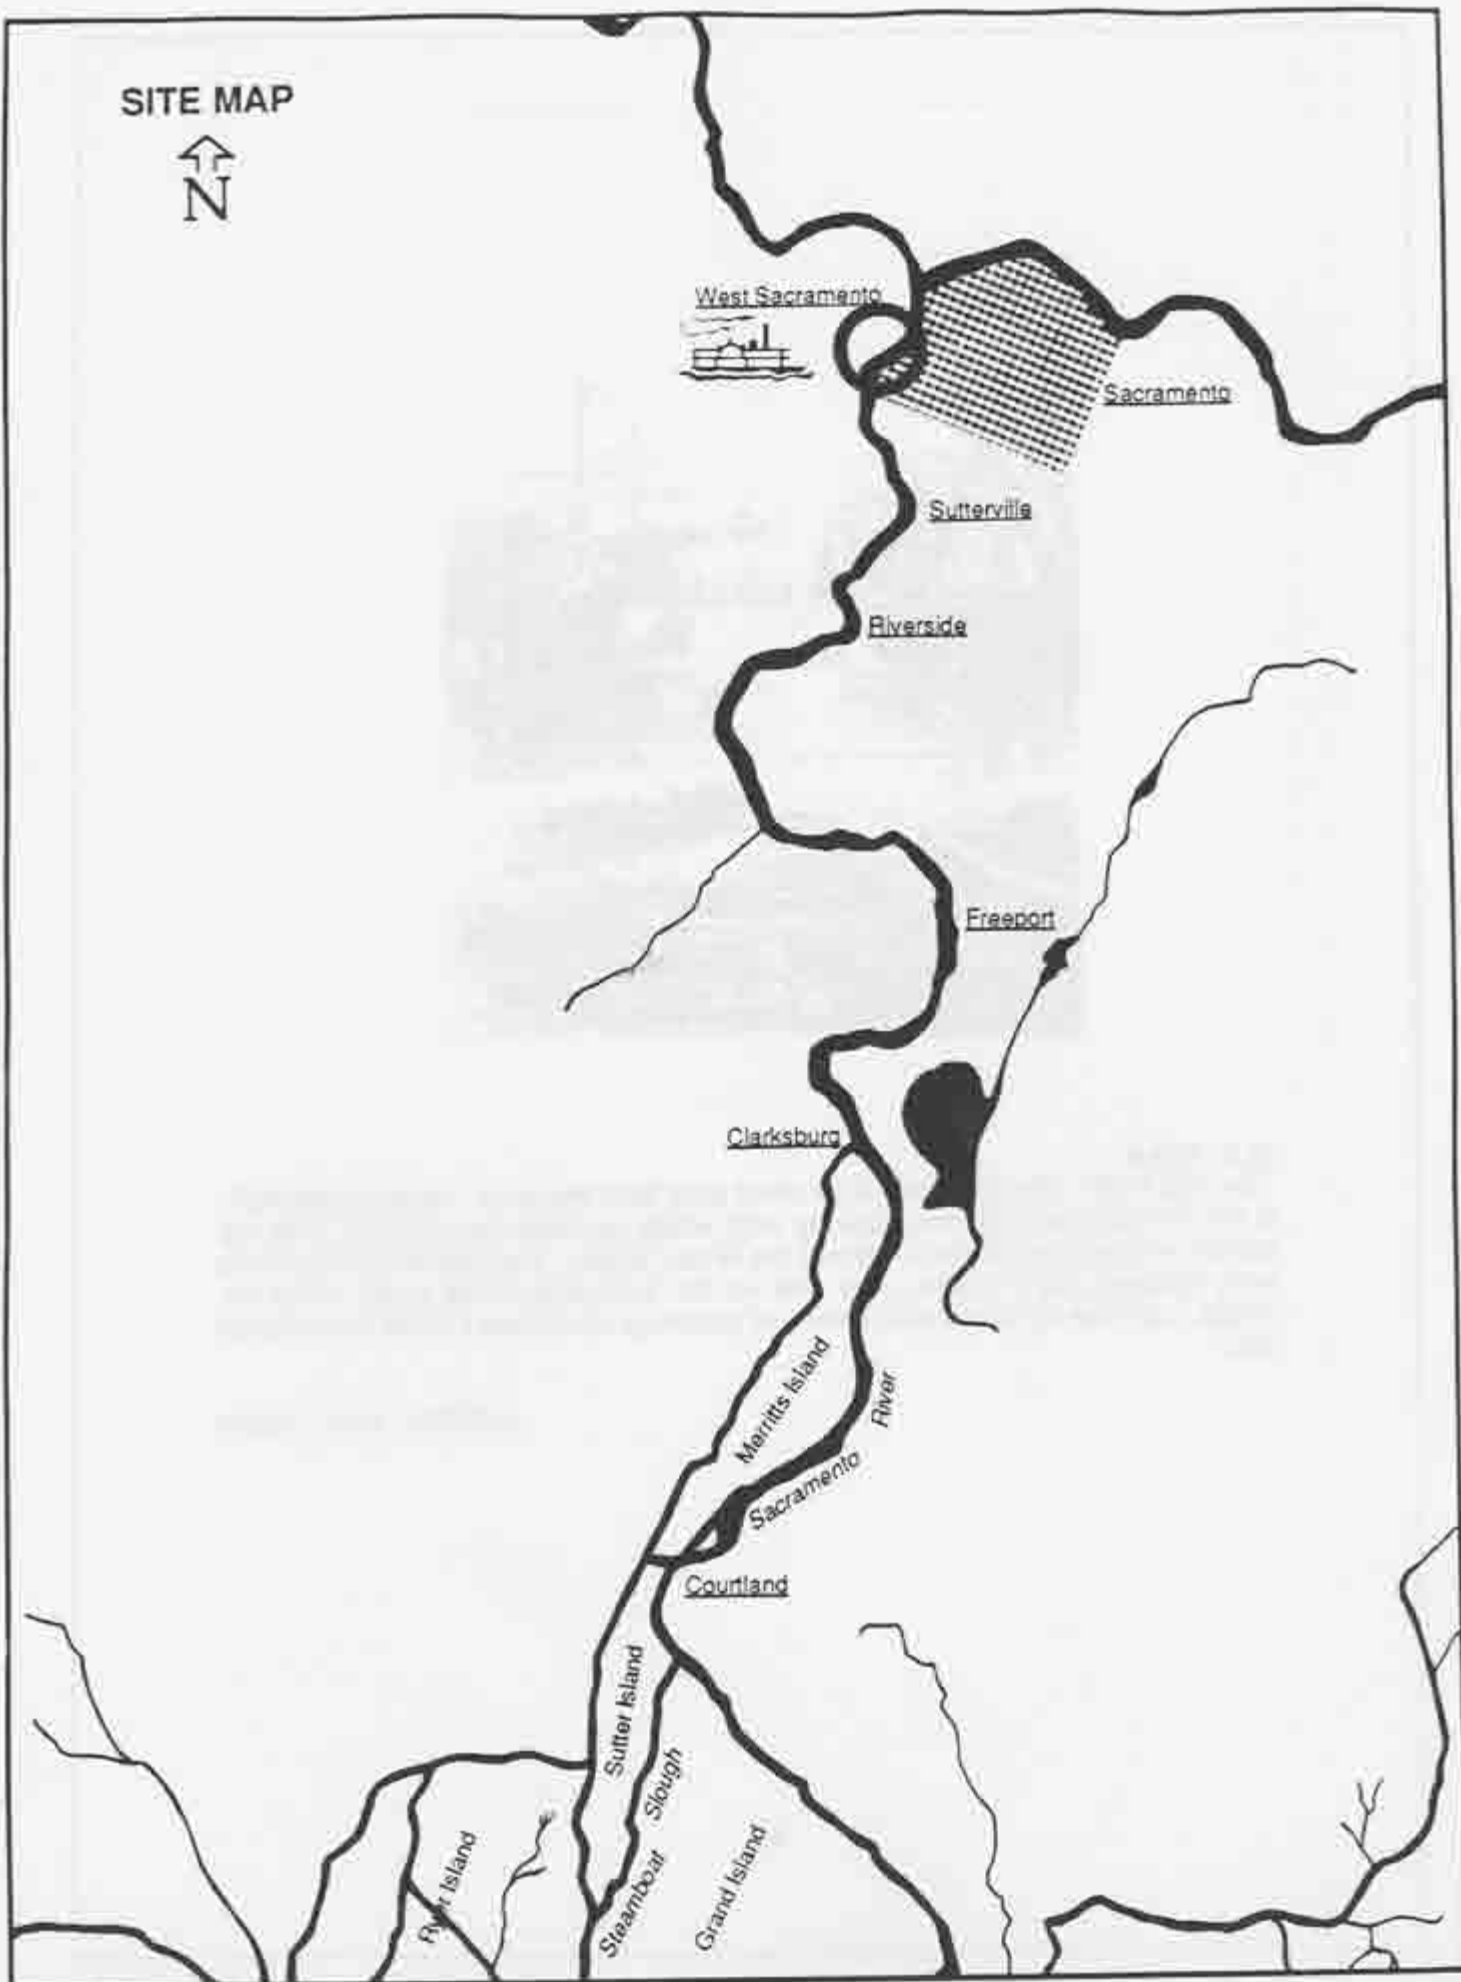 SITE MAP
N
West Sacramento
Sacramento
Sutterville
Riverside
Freeport
Clarksburg
Merritts Island
River
Sacramento
Courtland
Sutter Island
Slough
Steamboat
Grand Island
Island